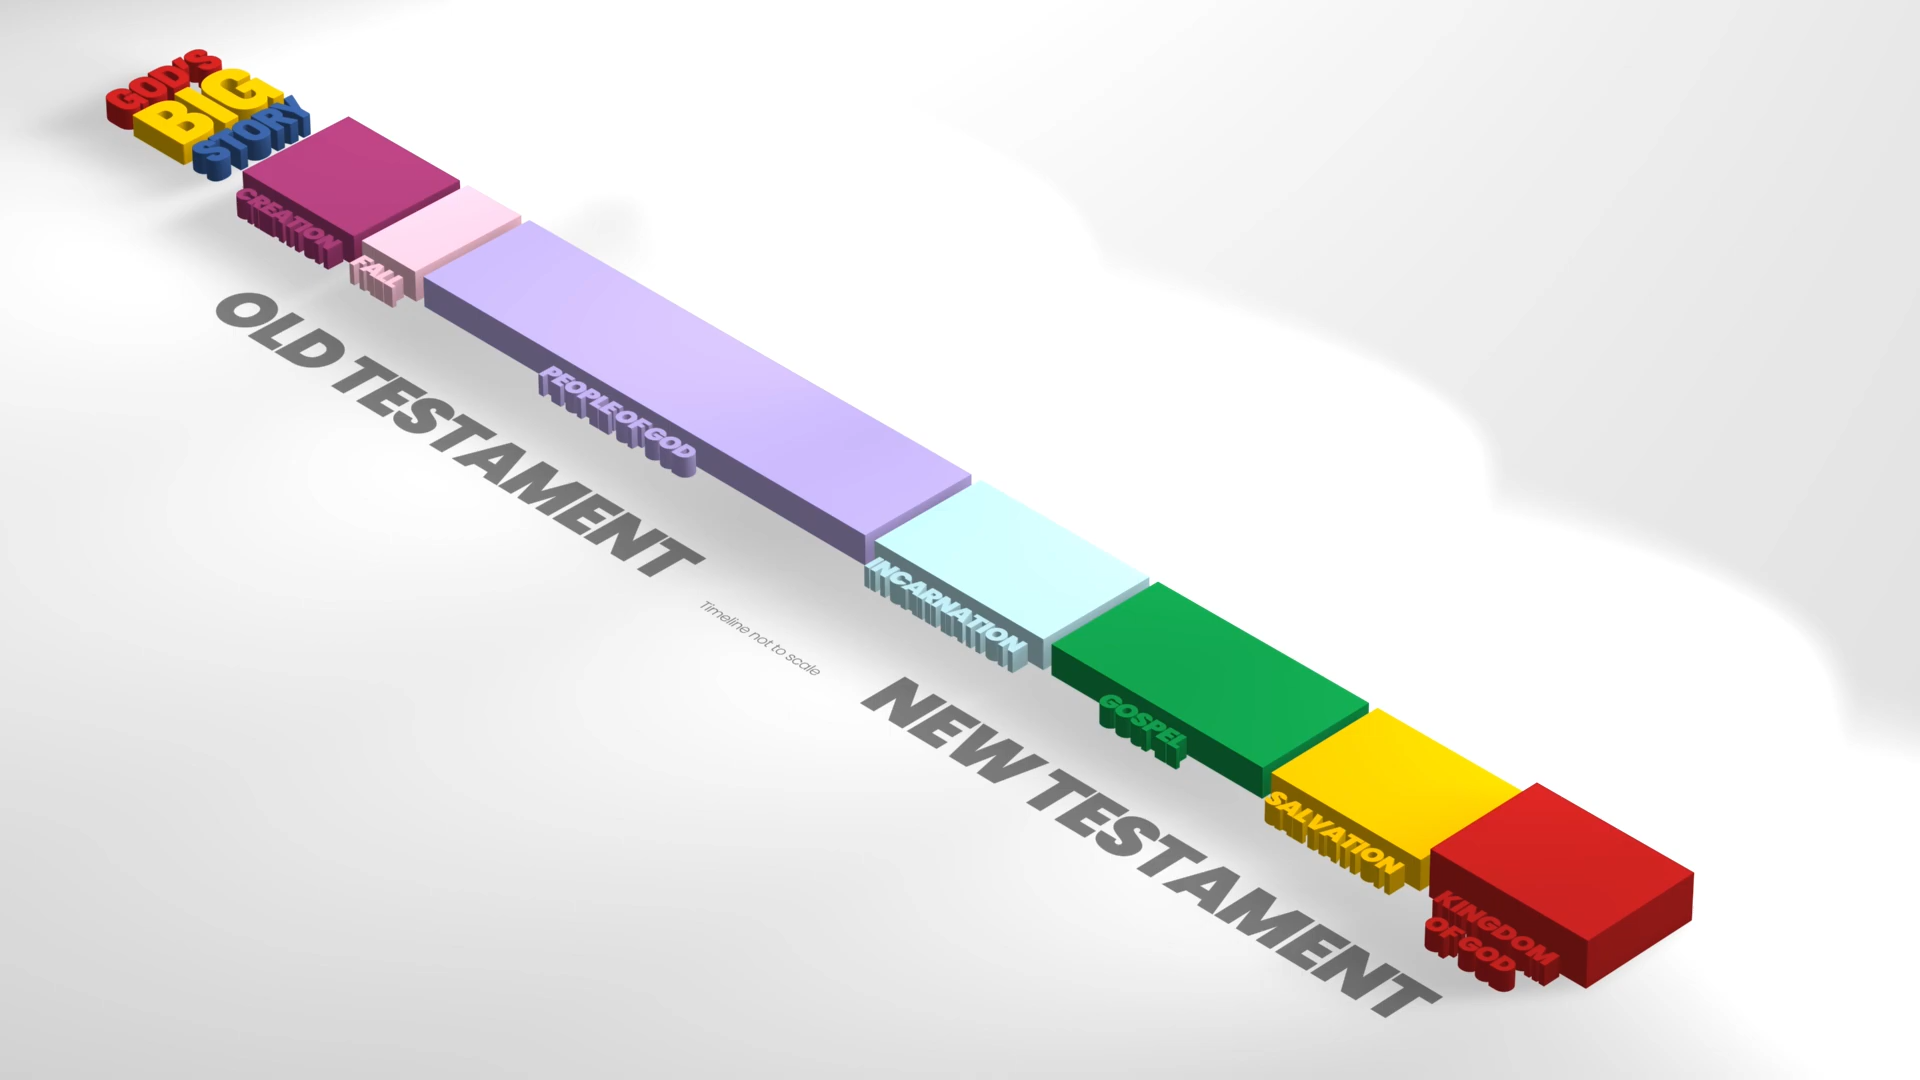 GOD'S
BIG
STORY
CREATION
FALL
PEOPLE OF GOD
INCARNATION
GOSPEL
SALVATION
KINGDOM
OF GOD
OLD TESTAMENT
Timeline not to scale
NEW TESTAMENT